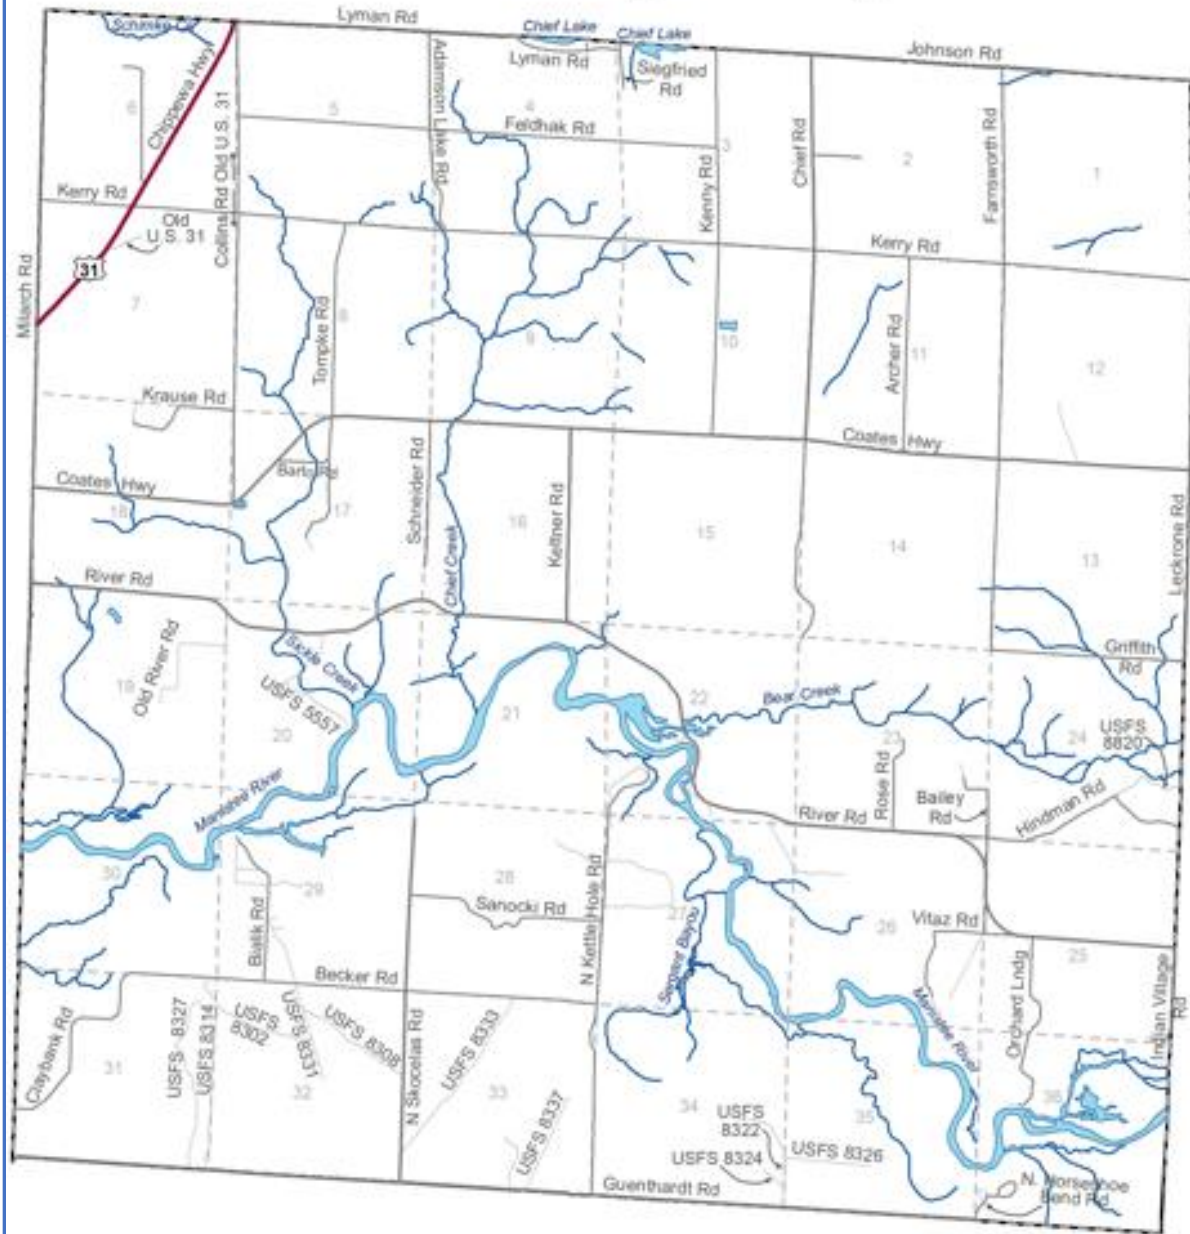 Schimke Crk
Lyman Rd
Chief Lake
Chief Lake
Lyman Rd
Siegfried
Rd
Johnson Rd
Chippewa Hwy
Collins Rd Old U.S. 31
Adamson Lake Rd
6
5
4
3
2
1
Feldhak Rd
Kenny Rd
Chief Rd
Farnsworth Rd
Kerry Rd
Old
U.S. 31
31
Kerry Rd
Milarch Rd
7
8
9
10
11
12
Tompke Rd
Archer Rd
Krause Rd
Coates Hwy
Coates Hwy
Barta Rd
18
17
16
15
14
13
Schneider Rd
Chief Creek
Kettner Rd
Leckrone Rd
River Rd
Griffith
Rd
Old River Rd
Sickle Creek
USFS 5557
19
20
21
22
23
24
Bear Creek
USFS
8820
Manistee River
Rose Rd
Bailey
Rd
Hindman Rd
River Rd
30
29
28
27
26
25
Bialik Rd
Sanocki Rd
N Kettle Hole Rd
Sergant Bayou
Vitaz Rd
Becker Rd
Orchard Lndg
Indian Village
Rd
Manistee River
Claybank Rd
USFS 8327
USFS 8314
USFS
8302
USFS 8331
USFS 8308
N Skocelas Rd
USFS 8333
USFS 8337
31
32
33
34
35
36
USFS
8322
USFS 8324
USFS 8326
Guenthardt Rd
N. Horseshoe
Bend Rd